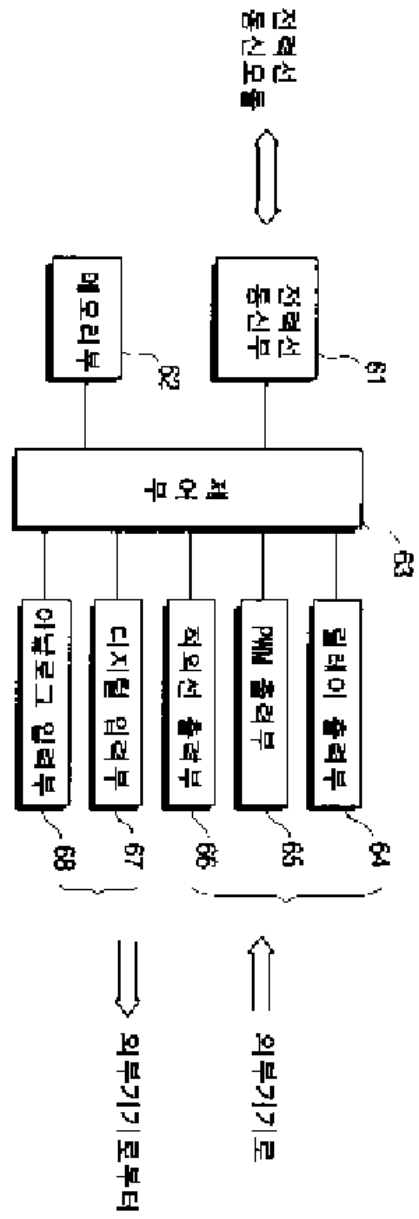 전력선
통신모듈
전력선
통신부
61
메모리부
62
제어부
63
릴레이 출력부
64
PWM 출력부
65
적외선 출력부
66
디지털 입력부
67
아날로그 입력부
68
외부기기로
외부기기로부터